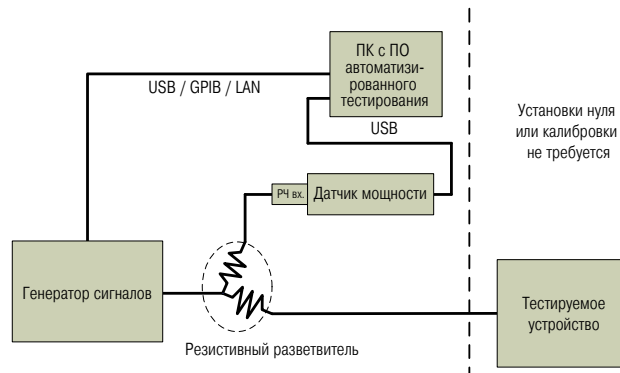 ПК с ПО
автоматизи-
рованного
тестирования
USB / GPIB / LAN
USB
Установки нуля
или калибровки
не требуется
РЧ вх.
Датчик мощности
Генератор сигналов
Тестируемое
устройство
Резистивный разветвитель